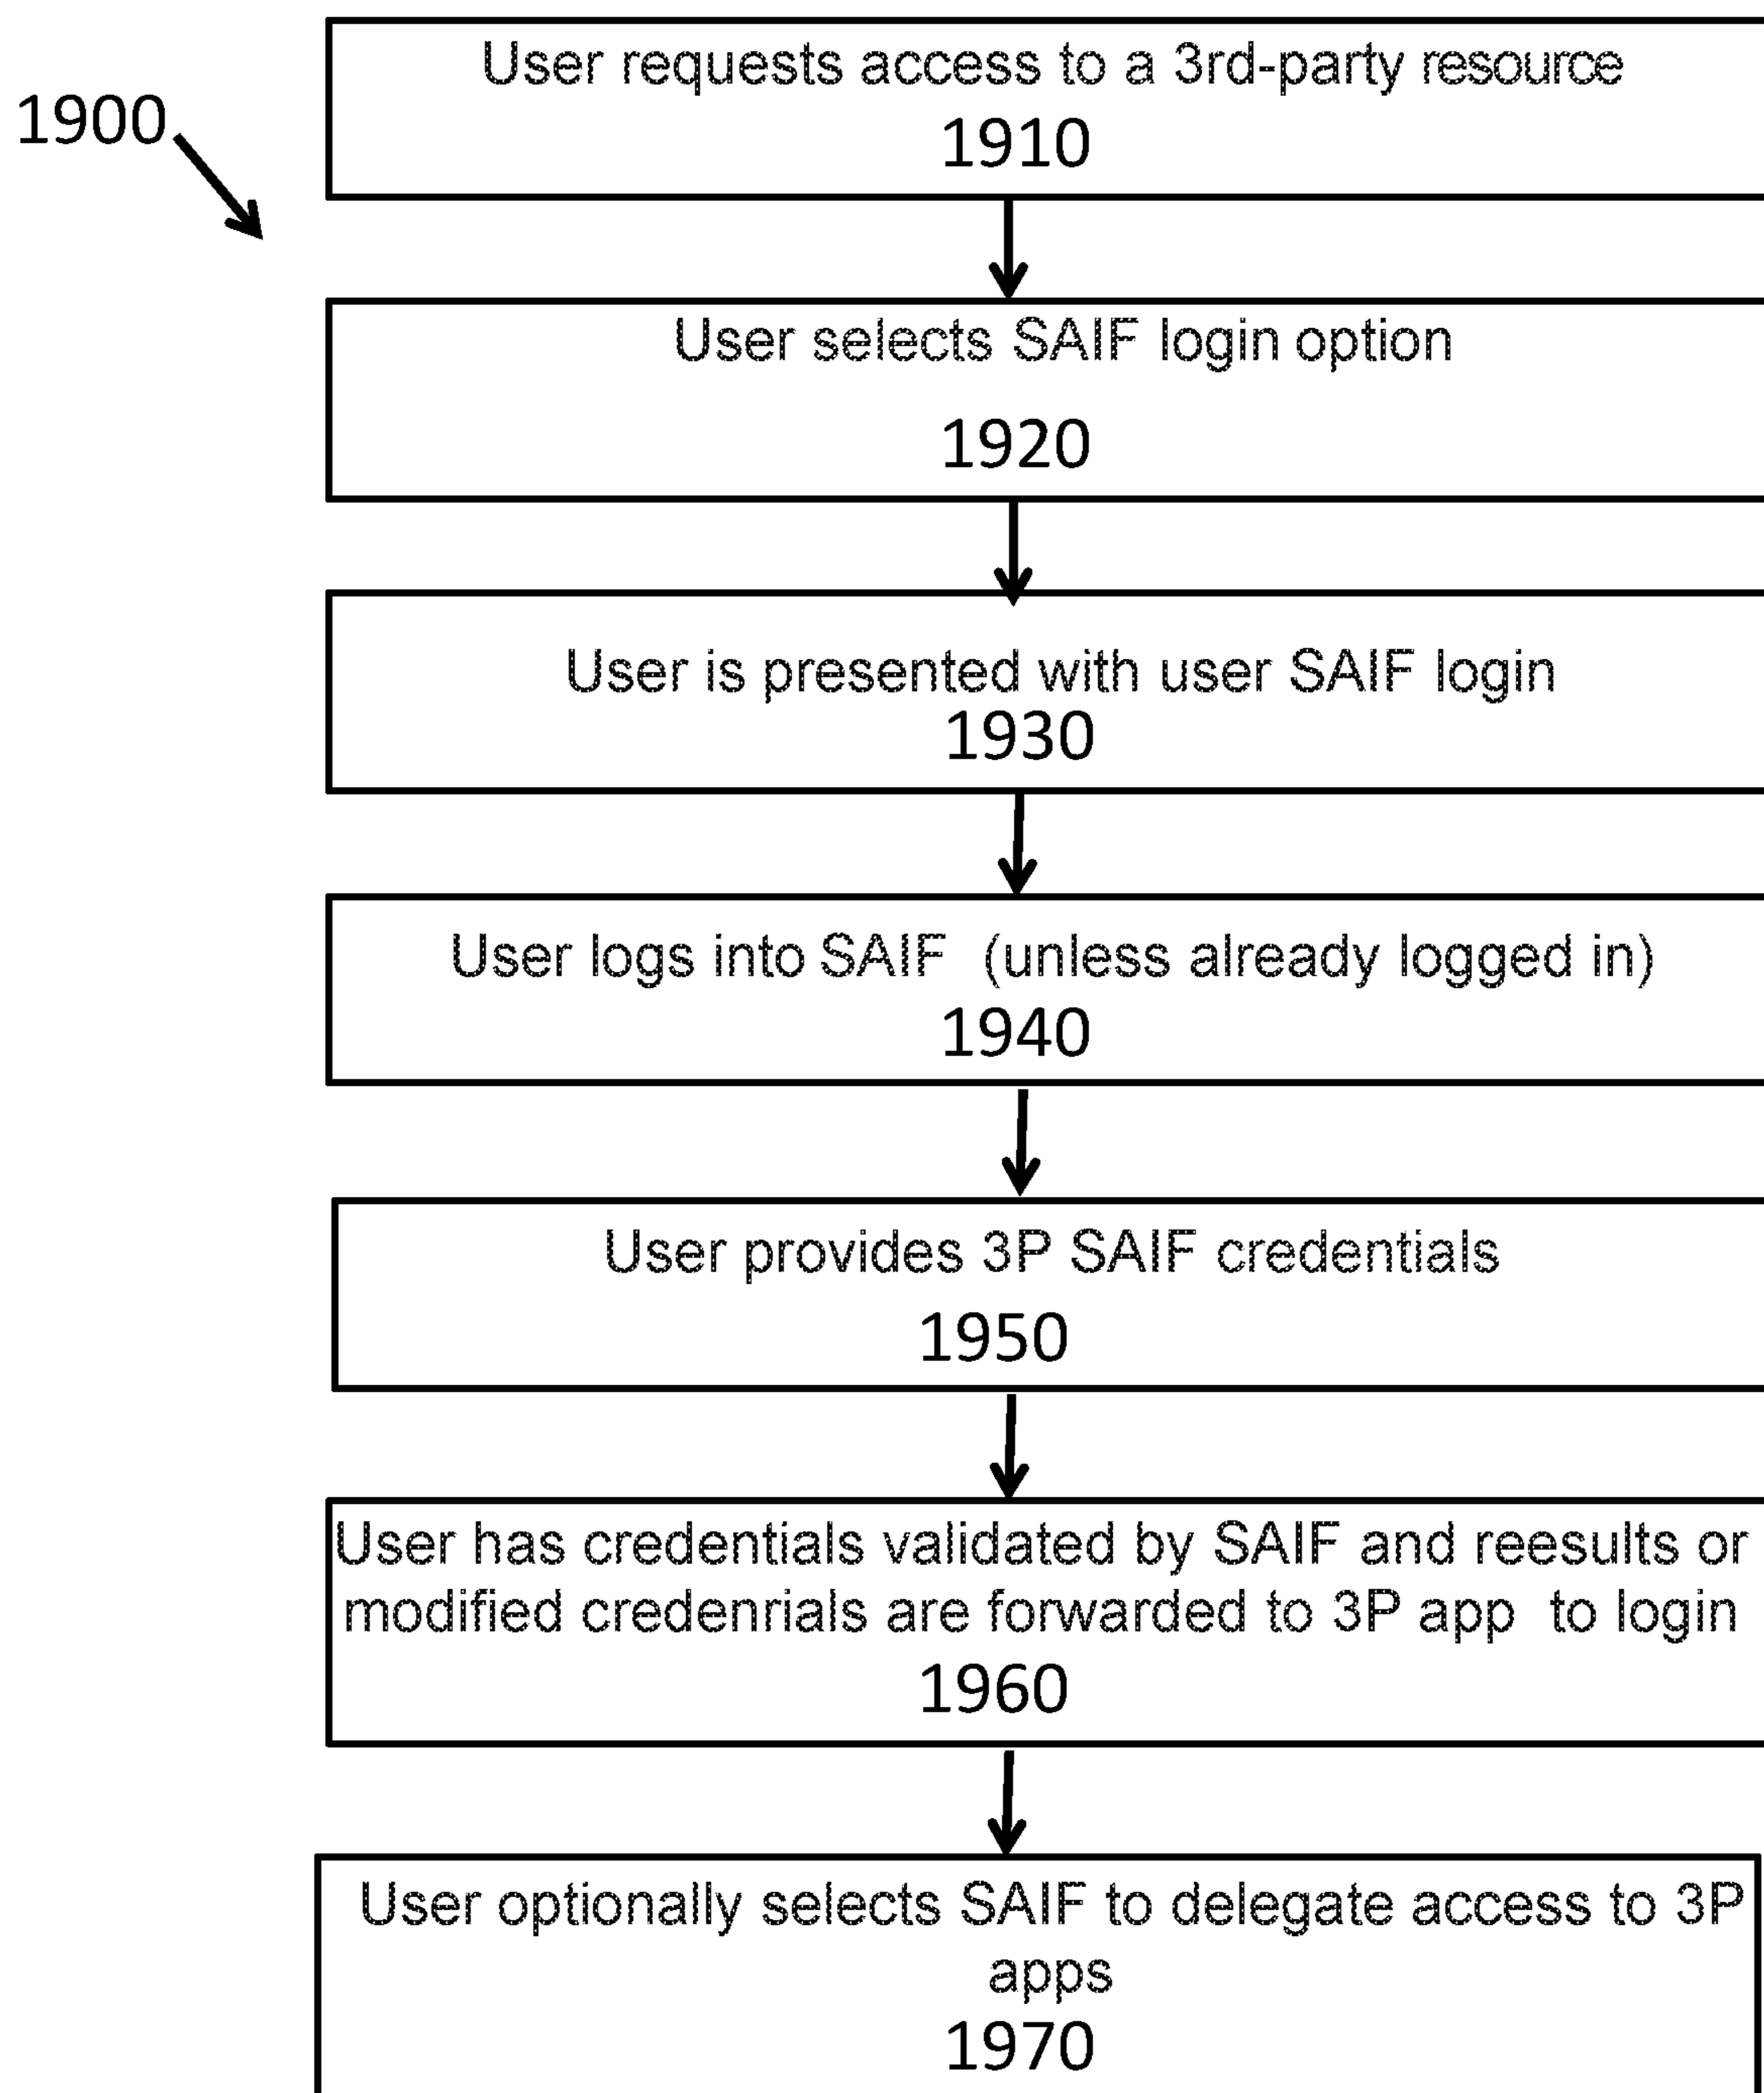 User requests access to a 3rd-party resource
1910
1900
User selects SAIF login option
1920
User is presented with user SAIF login
1930
User logs into SAIF (unless already logged in)
1940
User provides 3P SAIF credentials
1950
User has credentials validated by SAIF and reesults or
modified credenrials are forwarded to 3P app to login
1960
User optionally selects SAIF to delegate access to 3P
apps
1970